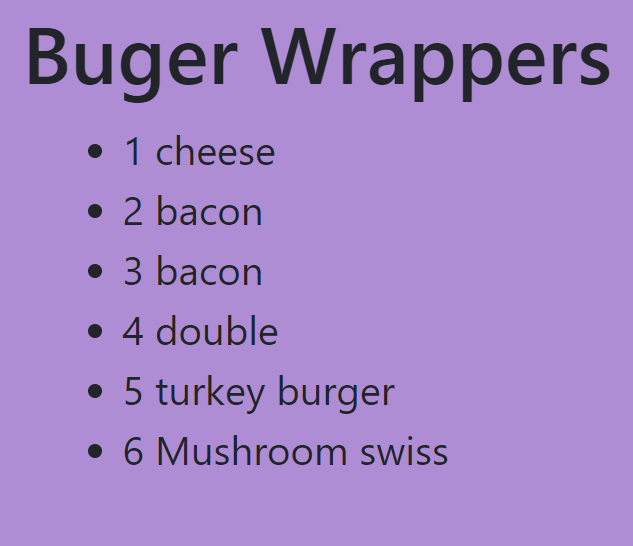 Buger Wrappers
• 1 cheese
• 2 bacon
• 3 bacon
• 4 double
• 5 turkey burger
• 6 Mushroom swiss